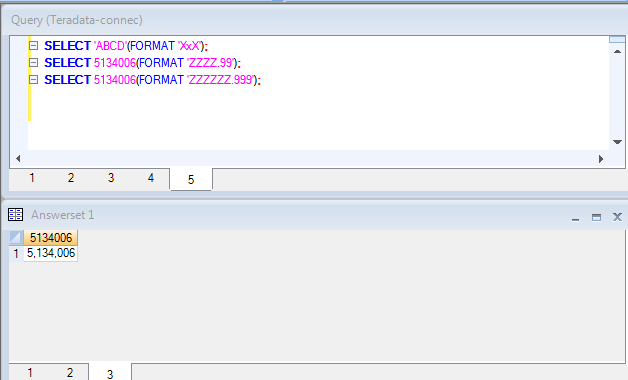 Query (Teradata-connec)
SELECT 'ABCD'(FORMAT 'XxX');
SELECT 5134006(FORMAT 'ZZZZ.99');
SELECT 5134006(FORMAT 'ZZZZZZ.999');
1 2 3 4 5
Answerset 1
5134006
1 5,134,006
1 2 3